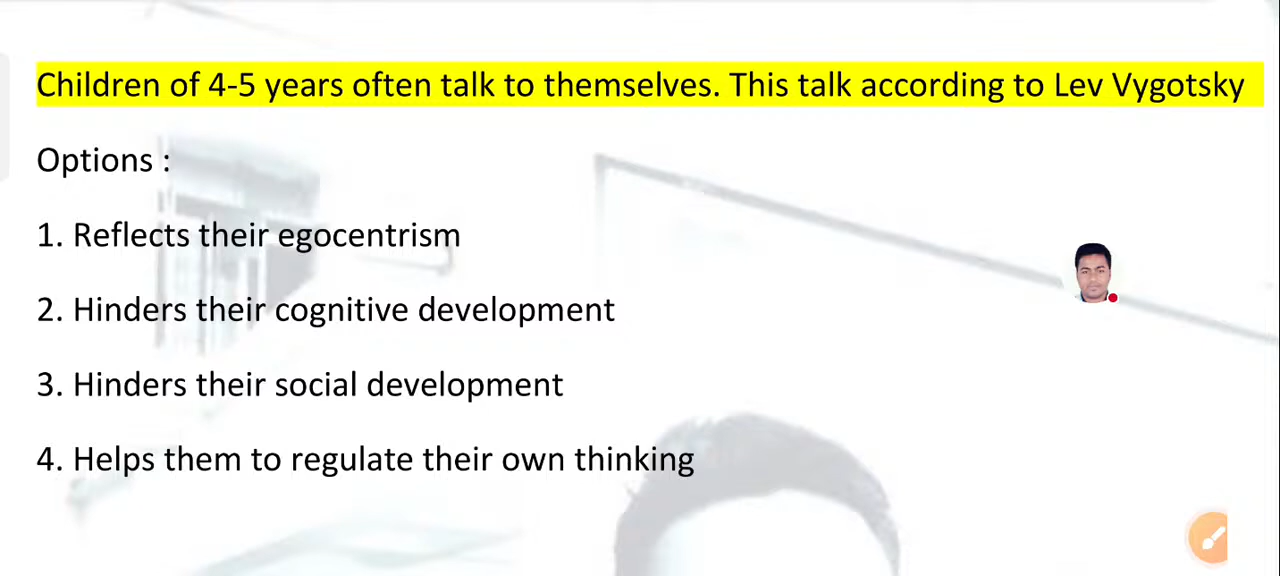 Children of 4-5 years often talk to themselves. This talk according to Lev Vygotsky
Options :
1. Reflects their egocentrism
2. Hinders their cognitive development
3. Hinders their social development
4. Helps them to regulate their own thinking